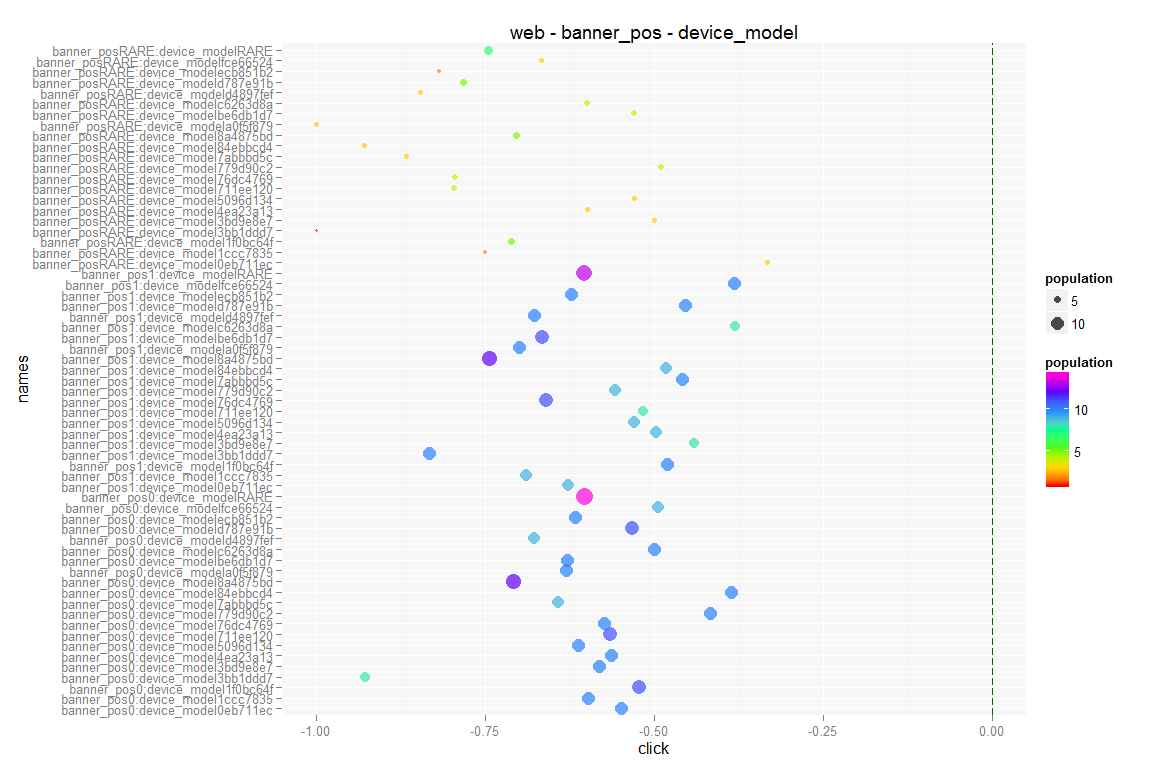 web - banner_pos - device_model
banner_posRARE:device_modelRARE
banner_posRARE:device_modelfce66524
banner_posRARE:device_modelecb851b2
banner_posRARE:device_modeld787e91b
banner_posRARE:device_modeld4897fef
banner_posRARE:device_modelc6263d8a
banner_posRARE:device_modelbe6db1d7
banner_posRARE:device_modela0f5f879
banner_posRARE:device_model8a4875bd
banner_posRARE:device_model84ebbcd4
banner_posRARE:device_model7abbbd5c
banner_posRARE:device_model779d90c2
banner_posRARE:device_model76dc4769
banner_posRARE:device_model711ee120
banner_posRARE:device_model5096d134
banner_posRARE:device_model4ea23a13
banner_posRARE:device_model3bd9e8e7
banner_posRARE:device_model3bb1ddd7
banner_posRARE:device_model1f0bc64f
banner_posRARE:device_model1ccc7835
banner_posRARE:device_model0eb711ec
banner_pos1:device_modelRARE
banner_pos1:device_modelfce66524
banner_pos1:device_modelecb851b2
banner_pos1:device_modeld787e91b
banner_pos1:device_modeld4897fef
banner_pos1:device_modelc6263d8a
banner_pos1:device_modelbe6db1d7
banner_pos1:device_modela0f5f879
banner_pos1:device_model8a4875bd
banner_pos1:device_model84ebbcd4
banner_pos1:device_model7abbbd5c
banner_pos1:device_model779d90c2
banner_pos1:device_model76dc4769
banner_pos1:device_model711ee120
banner_pos1:device_model5096d134
banner_pos1:device_model4ea23a13
banner_pos1:device_model3bd9e8e7
banner_pos1:device_model3bb1ddd7
banner_pos1:device_model1f0bc64f
banner_pos1:device_model1ccc7835
banner_pos1:device_model0eb711ec
banner_pos0:device_modelRARE
banner_pos0:device_modelfce66524
banner_pos0:device_modelecb851b2
banner_pos0:device_modeld787e91b
banner_pos0:device_modeld4897fef
banner_pos0:device_modelc6263d8a
banner_pos0:device_modelbe6db1d7
banner_pos0:device_modela0f5f879
banner_pos0:device_model8a4875bd
banner_pos0:device_model84ebbcd4
banner_pos0:device_model7abbbd5c
banner_pos0:device_model779d90c2
banner_pos0:device_model76dc4769
banner_pos0:device_model711ee120
banner_pos0:device_model5096d134
banner_pos0:device_model4ea23a13
banner_pos0:device_model3bd9e8e7
banner_pos0:device_model3bb1ddd7
banner_pos0:device_model1f0bc64f
banner_pos0:device_model1ccc7835
banner_pos0:device_model0eb711ec
names
-1.00 -0.75 -0.50 -0.25 0.00
click
population
5
10
population
10
5